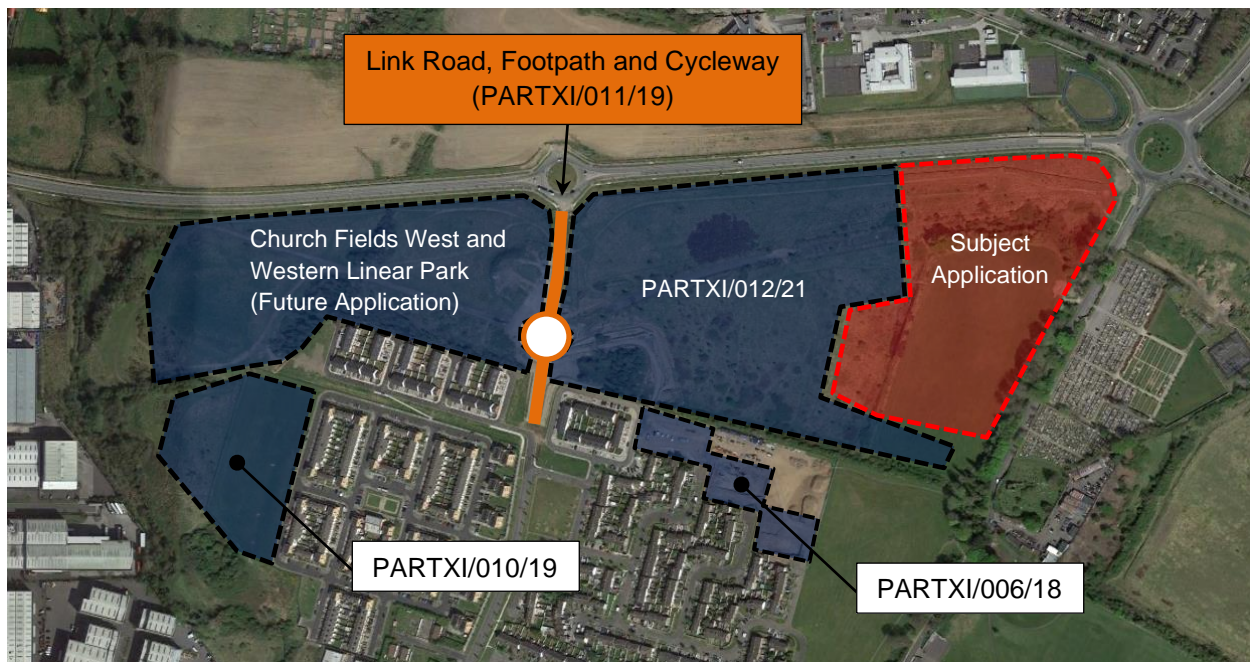 Link Road, Footpath and Cycleway
(PARTXI/011/19)
Church Fields West and
Western Linear Park
(Future Application)
PARTXI/012/21
Subject
Application
PARTXI/010/19
PARTXI/006/18